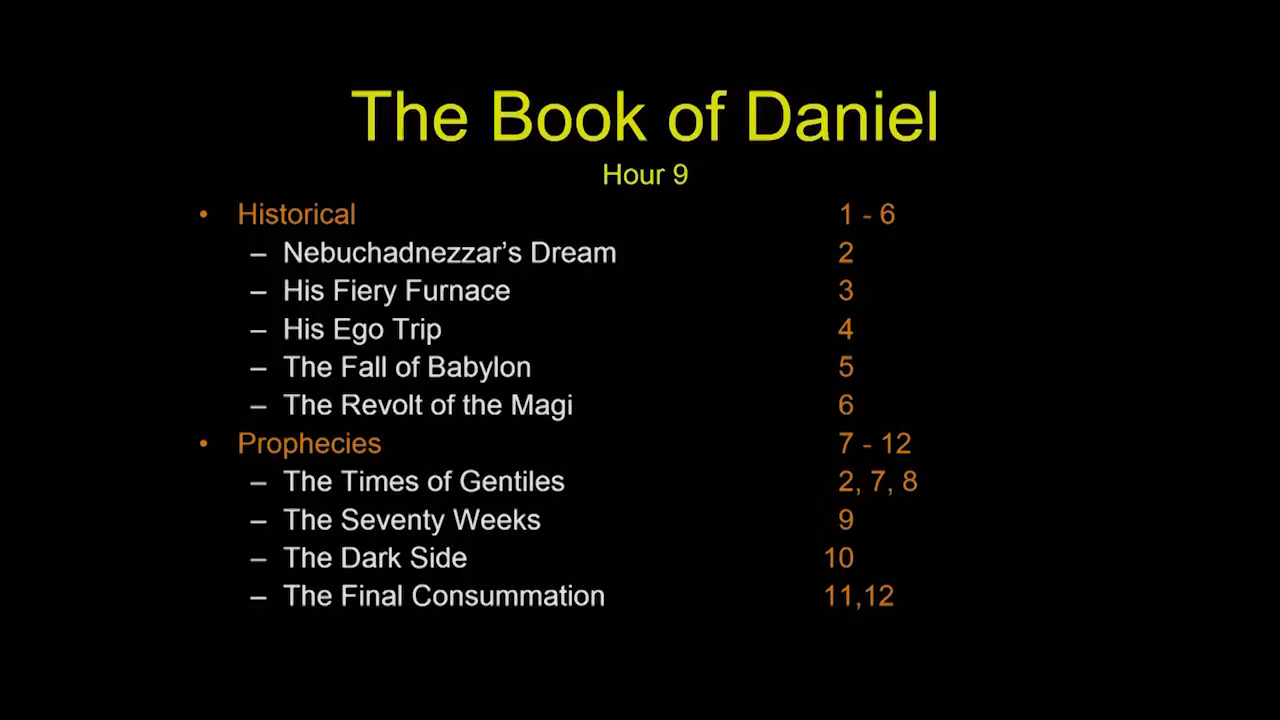 The Book of Daniel
Hour 9
• Historical 1 - 6
– Nebuchadnezzar’s Dream 2
– His Fiery Furnace 3
– His Ego Trip 4
– The Fall of Babylon 5
– The Revolt of the Magi 6
• Prophecies 7 - 12
– The Times of Gentiles 2, 7, 8
– The Seventy Weeks 9
– The Dark Side 10
– The Final Consummation 11,12